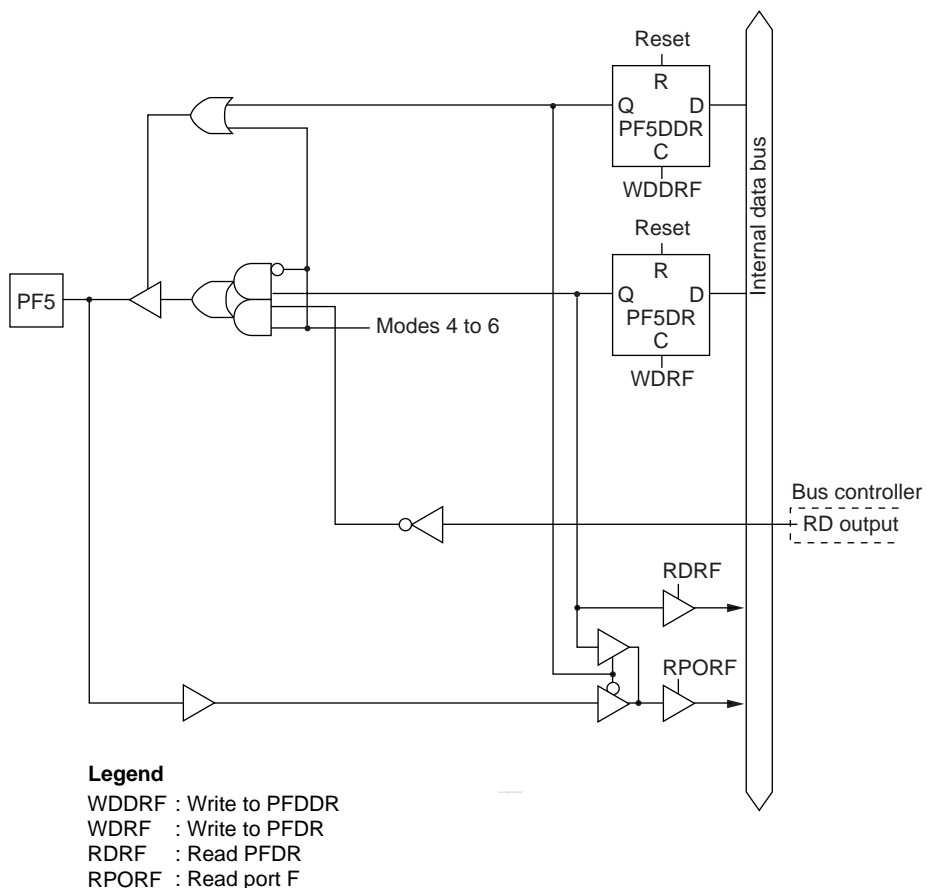 Reset
R
Q D
PF5DDR
C
WDDRF
Reset
R
Q D
PF5DR
C
WDRF
Internal data bus
PF5
Modes 4 to 6
Bus controller
RD output
RDRF
RPORF
Legend
WDDRF : Write to PFDDR
WDRF : Write to PFDR
RDRF : Read PFDR
RPORF : Read port F